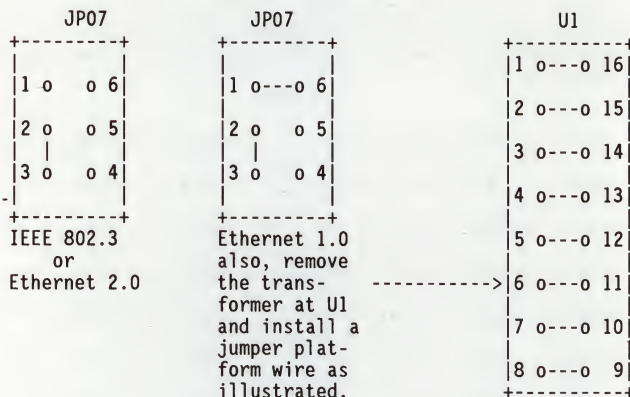 JP07 JP07 U1
+---------+ +---------+ +-----------+
|1 o o 6| |1 o---o 6| |1 o---o 16|
|2 o o 5| |2 o o 5| |2 o---o 15|
| | | | | |
|3 o o 4| |3 o o 4| |3 o---o 14|
|4 o---o 13|
+---------+ +---------+
IEEE 802.3 Ethernet 1.0 |5 o---o 12|
or also, remove
Ethernet 2.0 the trans- ----------->|6 o---o 11|
former at U1
and install a |7 o---o 10|
jumper plat-
form wire as |8 o---o 9|
illustrated. +-----------+